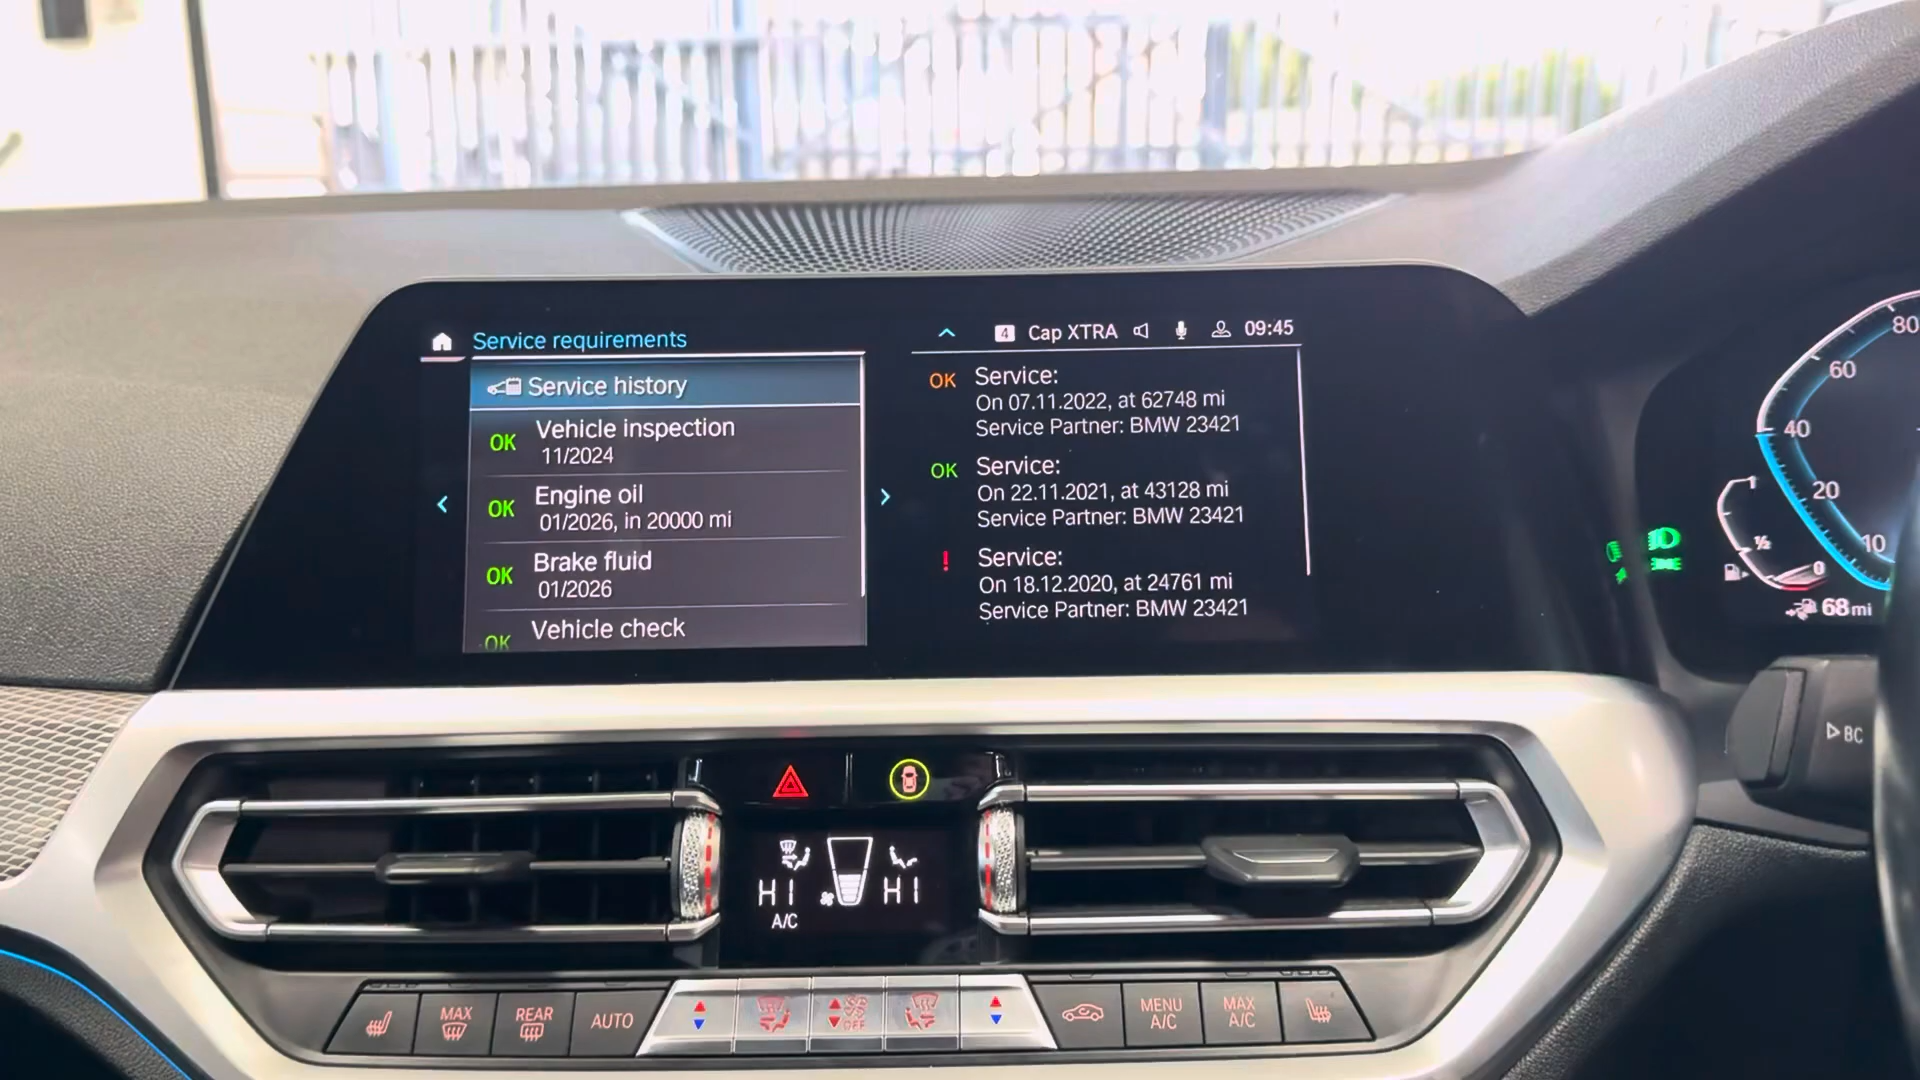 Service requirements
Service history
OK Vehicle inspection
11/2024
OK Engine oil
01/2026, in 20000 mi
OK Brake fluid
01/2026
OK Vehicle check
4 Cap XTRA 09:45
OK Service:
On 07.11.2022, at 62748 mi
Service Partner: BMW 23421
OK Service:
On 22.11.2021, at 43128 mi
Service Partner: BMW 23421
! Service:
On 18.12.2020, at 24761 mi
Service Partner: BMW 23421
80
60
40
20
10
0
1
½
68 mi
BC
HI HI
A/C
MAX
REAR
AUTO
OFF
MENU
A/C
MAX
A/C